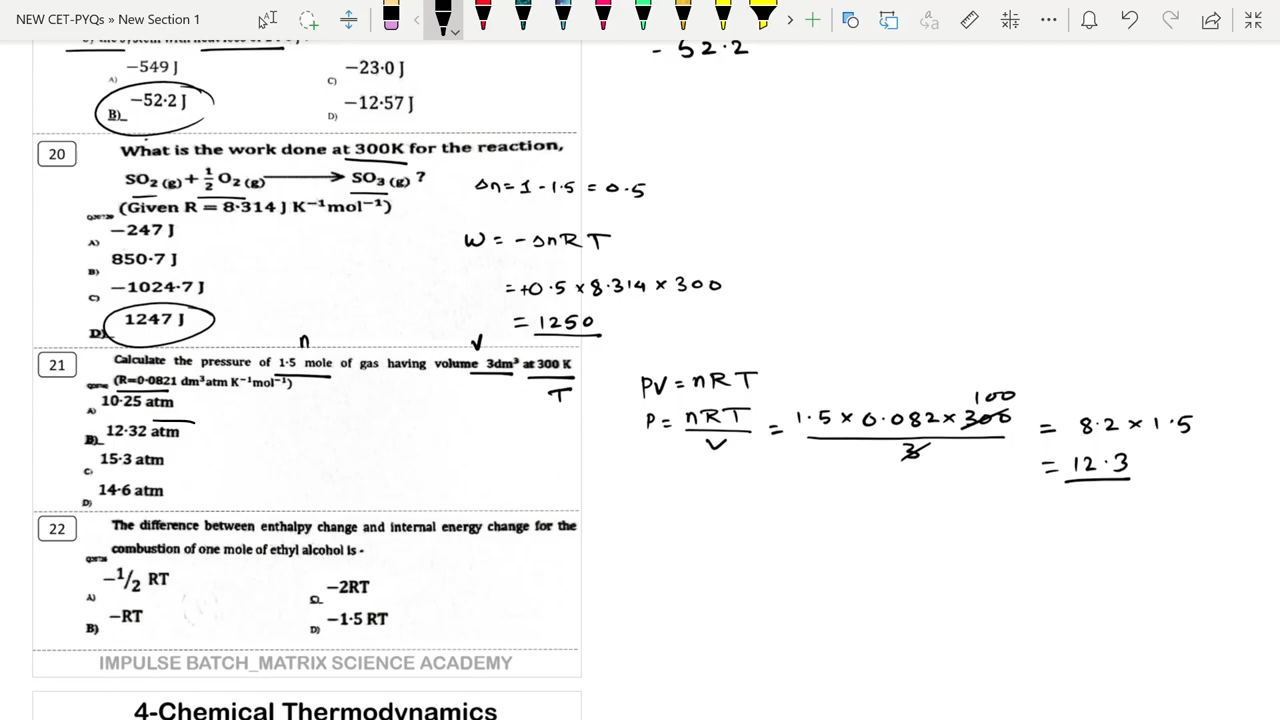 NEW CET-PYQs » New Section 1
- 52.2
A) −549 J
C) −23·0 J
B) −52·2 J
D) −12·57 J
20
What is the work done at 300K for the reaction,
SO₂ (g) + 1/2 O₂ (g) ⟶ SO₃ (g) ?
(Given R = 8·314 J K⁻¹mol⁻¹)
A) −247 J
B) 850·7 J
C) −1024·7 J
D) 1247 J
Δn = 1 - 1.5 = 0.5
W = - ΔnRT
= +0.5 × 8.314 × 300
= 1250
21
n
V
Calculate the pressure of 1·5 mole of gas having volume 3dm³ at 300 K
(R=0·0821 dm³atm K⁻¹mol⁻¹)
T
A) 10·25 atm
B) 12·32 atm
C) 15·3 atm
D) 14·6 atm
PV = nRT
P = nRT/V = 1.5 × 0.082 × 300/3 = 8.2 × 1.5
100
= 12.3
22
The difference between enthalpy change and internal energy change for the
combustion of one mole of ethyl alcohol is -
A) −1/2 RT
−2RT
B) −RT
D) −1·5 RT
IMPULSE BATCH_MATRIX SCIENCE ACADEMY
4-Chemical Thermodynamics